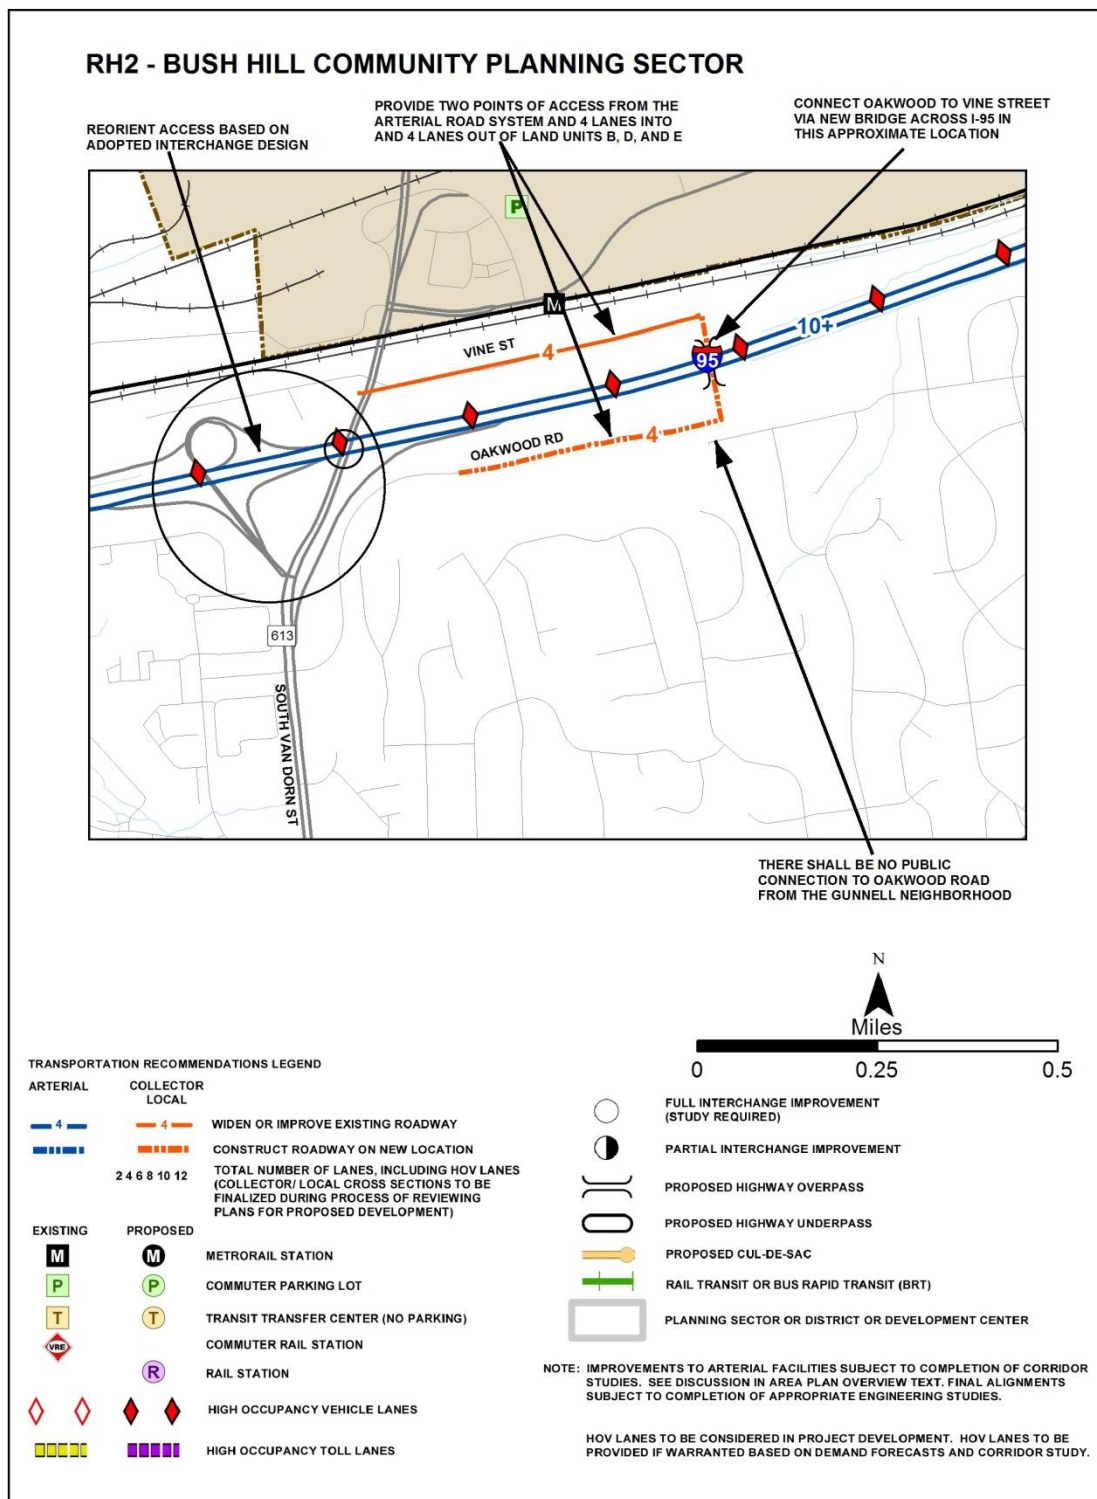 RH2 - BUSH HILL COMMUNITY PLANNING SECTOR
REORIENT ACCESS BASED ON
ADOPTED INTERCHANGE DESIGN
PROVIDE TWO POINTS OF ACCESS FROM THE
ARTERIAL ROAD SYSTEM AND 4 LANES INTO
AND 4 LANES OUT OF LAND UNITS B, D, AND E
CONNECT OAKWOOD TO VINE STREET
VIA NEW BRIDGE ACROSS I-95 IN
THIS APPROXIMATE LOCATION
P
M
VINE ST
4
10+
95
OAKWOOD RD
4
613
SOUTH VAN DORN ST
THERE SHALL BE NO PUBLIC
CONNECTION TO OAKWOOD ROAD
FROM THE GUNNELL NEIGHBORHOOD
N
Miles
0 0.25 0.5
TRANSPORTATION RECOMMENDATIONS LEGEND
ARTERIAL COLLECTOR
LOCAL
4 4 WIDEN OR IMPROVE EXISTING ROADWAY
CONSTRUCT ROADWAY ON NEW LOCATION
2 4 6 8 10 12 TOTAL NUMBER OF LANES, INCLUDING HOV LANES
(COLLECTOR/ LOCAL CROSS SECTIONS TO BE
FINALIZED DURING PROCESS OF REVIEWING
PLANS FOR PROPOSED DEVELOPMENT)
EXISTING PROPOSED
M M METRORAIL STATION
P P COMMUTER PARKING LOT
T T TRANSIT TRANSFER CENTER (NO PARKING)
VRE COMMUTER RAIL STATION
R RAIL STATION
HIGH OCCUPANCY VEHICLE LANES
HIGH OCCUPANCY TOLL LANES
FULL INTERCHANGE IMPROVEMENT
(STUDY REQUIRED)
PARTIAL INTERCHANGE IMPROVEMENT
PROPOSED HIGHWAY OVERPASS
PROPOSED HIGHWAY UNDERPASS
PROPOSED CUL-DE-SAC
RAIL TRANSIT OR BUS RAPID TRANSIT (BRT)
PLANNING SECTOR OR DISTRICT OR DEVELOPMENT CENTER
NOTE: IMPROVEMENTS TO ARTERIAL FACILITIES SUBJECT TO COMPLETION OF CORRIDOR
STUDIES. SEE DISCUSSION IN AREA PLAN OVERVIEW TEXT. FINAL ALIGNMENTS
SUBJECT TO COMPLETION OF APPROPRIATE ENGINEERING STUDIES.
HOV LANES TO BE CONSIDERED IN PROJECT DEVELOPMENT. HOV LANES TO BE
PROVIDED IF WARRANTED BASED ON DEMAND FORECASTS AND CORRIDOR STUDY.